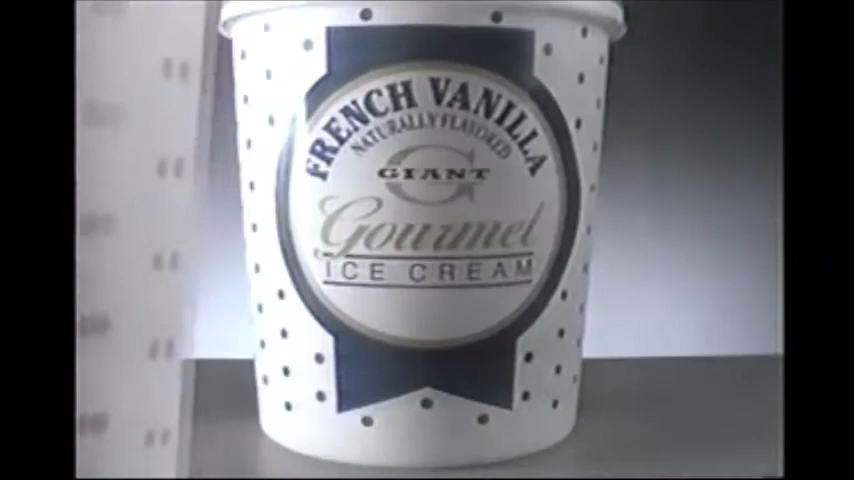 FRENCH VANILLA
NATURALLY FLAVORED
G
GIANT
Gourmet
ICE CREAM